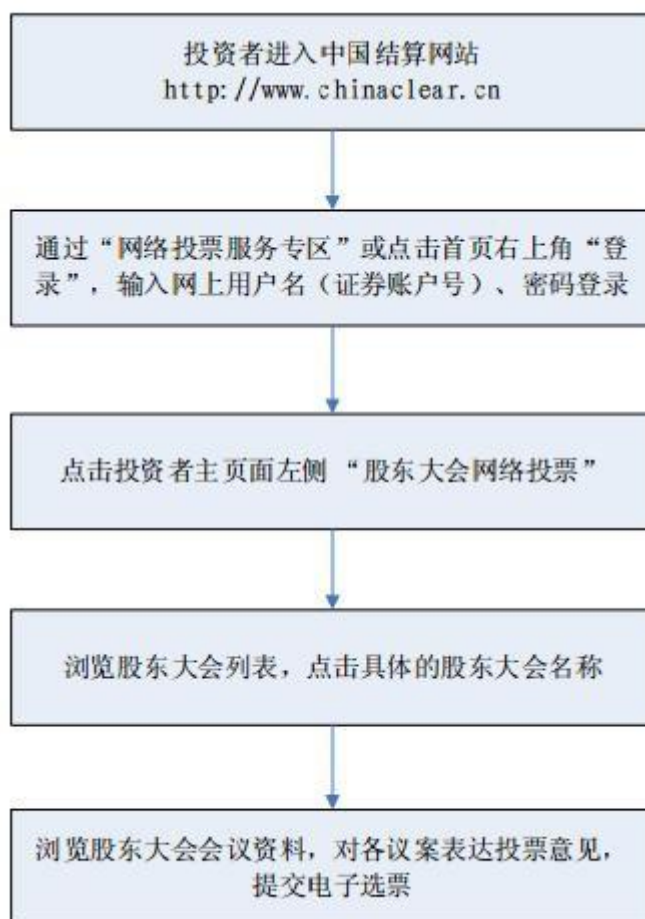 投资者进入中国结算网站
http://www.chinaclear.cn
通过“网络投票服务专区”或点击首页右上角“登
录”，输入网上用户名（证券账户号）、密码登录
点击投资者主页面左侧 “股东大会网络投票”
浏览股东大会列表，点击具体的股东大会名称
浏览股东大会会议资料，对各议案表达投票意见，
提交电子选票